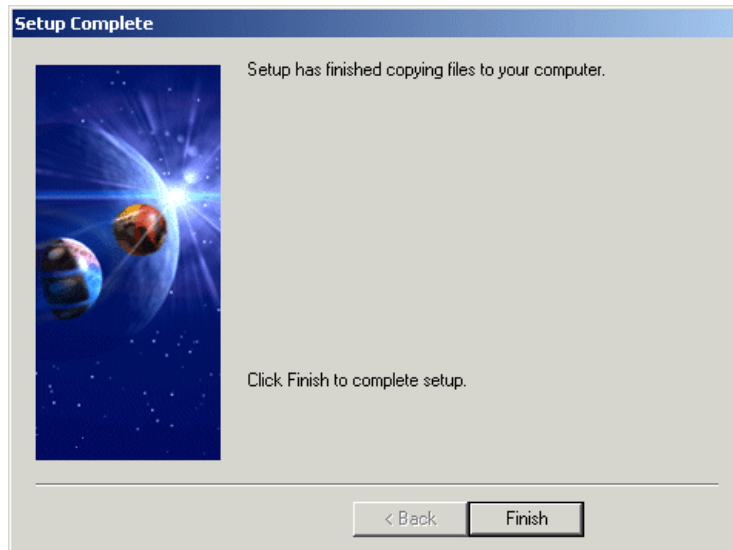 Setup Complete
Setup has finished copying files to your computer.
Click Finish to complete setup.
< Back
Finish